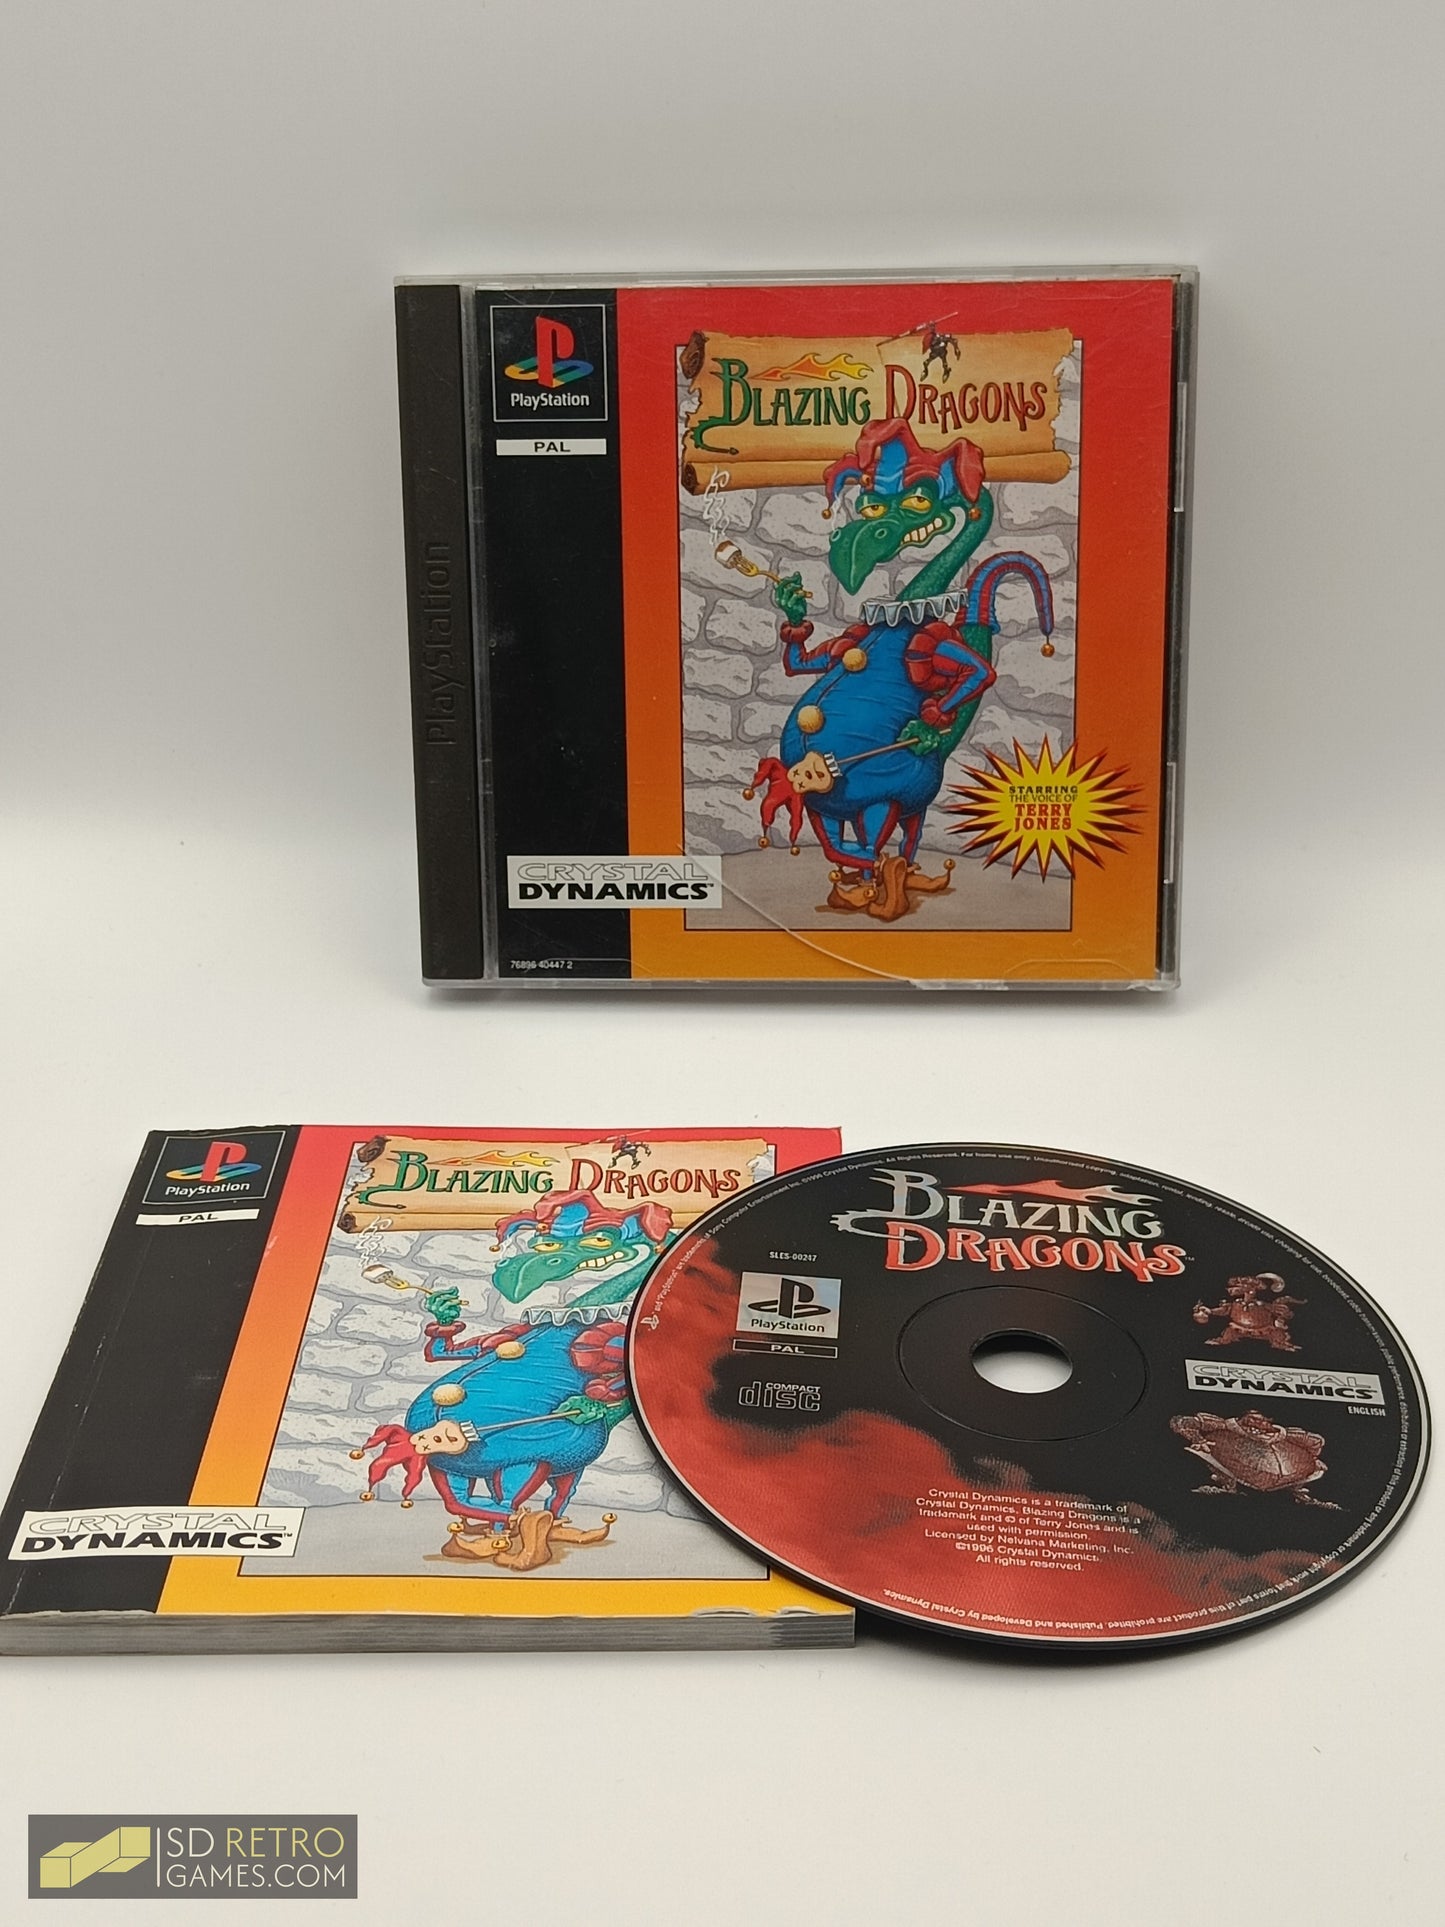 PlayStation
PAL
BLAZING DRAGONS
PlayStation
STARRING
THE VOICE OF
TERRY
JONES
CRYSTAL
DYNAMICS™
76896 40447 2
PlayStation
PAL
BLAZING DRAGONS
CRYSTAL
DYNAMICS
BLAZING
DRAGONS™
SLES-00247
PlayStation
PAL
COMPACT
disc
CRYSTAL
DYNAMICS™
ENGLISH
Crystal Dynamics is a trademark of
Crystal Dynamics. Blazing Dragons is a
trademark and © of Terry Jones and is
used with permission.
Licensed by Nelvana Marketing, Inc.
©1996 Crystal Dynamics.
All rights reserved.
SD RETRO
GAMES.COM